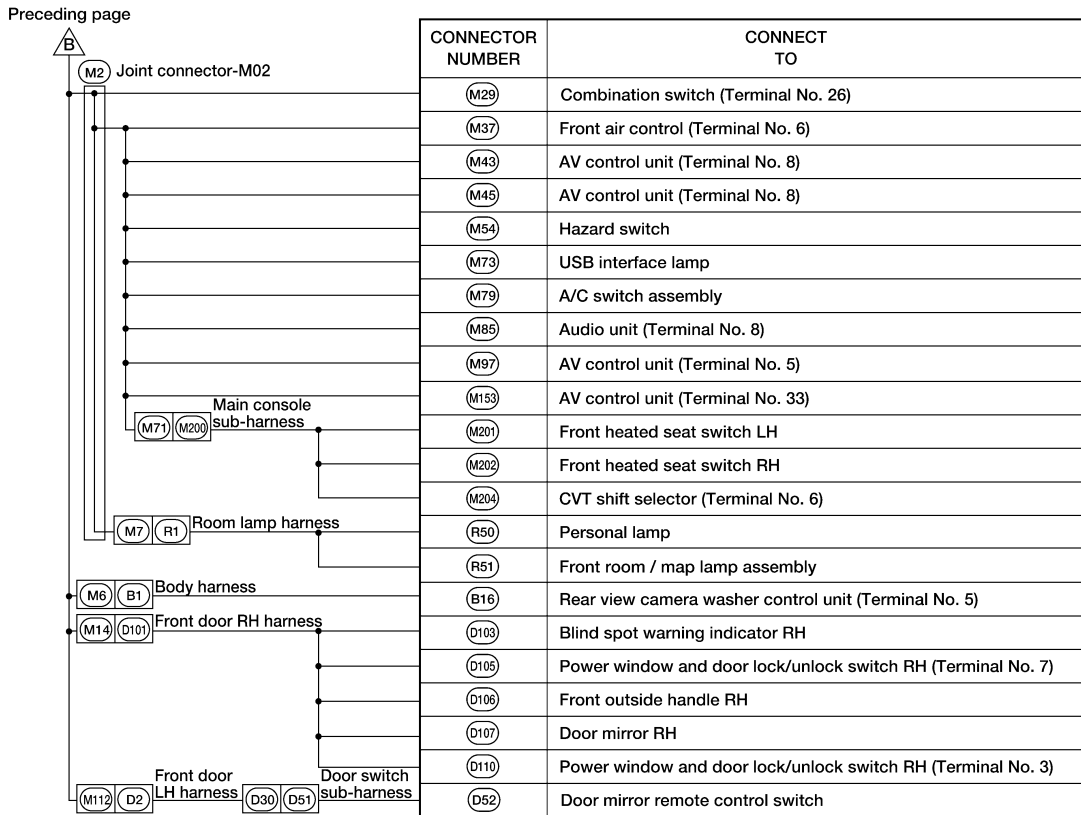 Preceding page
B
M2 Joint connector-M02
CONNECTOR NUMBER CONNECT TO
M29 Combination switch (Terminal No. 26)
M37 Front air control (Terminal No. 6)
M43 AV control unit (Terminal No. 8)
M45 AV control unit (Terminal No. 8)
M54 Hazard switch
M73 USB interface lamp
M79 A/C switch assembly
M85 Audio unit (Terminal No. 8)
M97 AV control unit (Terminal No. 5)
M153 AV control unit (Terminal No. 33)
M71 M200 Main console sub-harness M201 Front heated seat switch LH
M202 Front heated seat switch RH
M204 CVT shift selector (Terminal No. 6)
M7 R1 Room lamp harness R50 Personal lamp
R51 Front room / map lamp assembly
M6 B1 Body harness B16 Rear view camera washer control unit (Terminal No. 5)
M14 D101 Front door RH harness D103 Blind spot warning indicator RH
D105 Power window and door lock/unlock switch RH (Terminal No. 7)
D106 Front outside handle RH
D107 Door mirror RH
D110 Power window and door lock/unlock switch RH (Terminal No. 3)
M112 D2 Front door LH harness D30 D51 Door switch sub-harness D52 Door mirror remote control switch